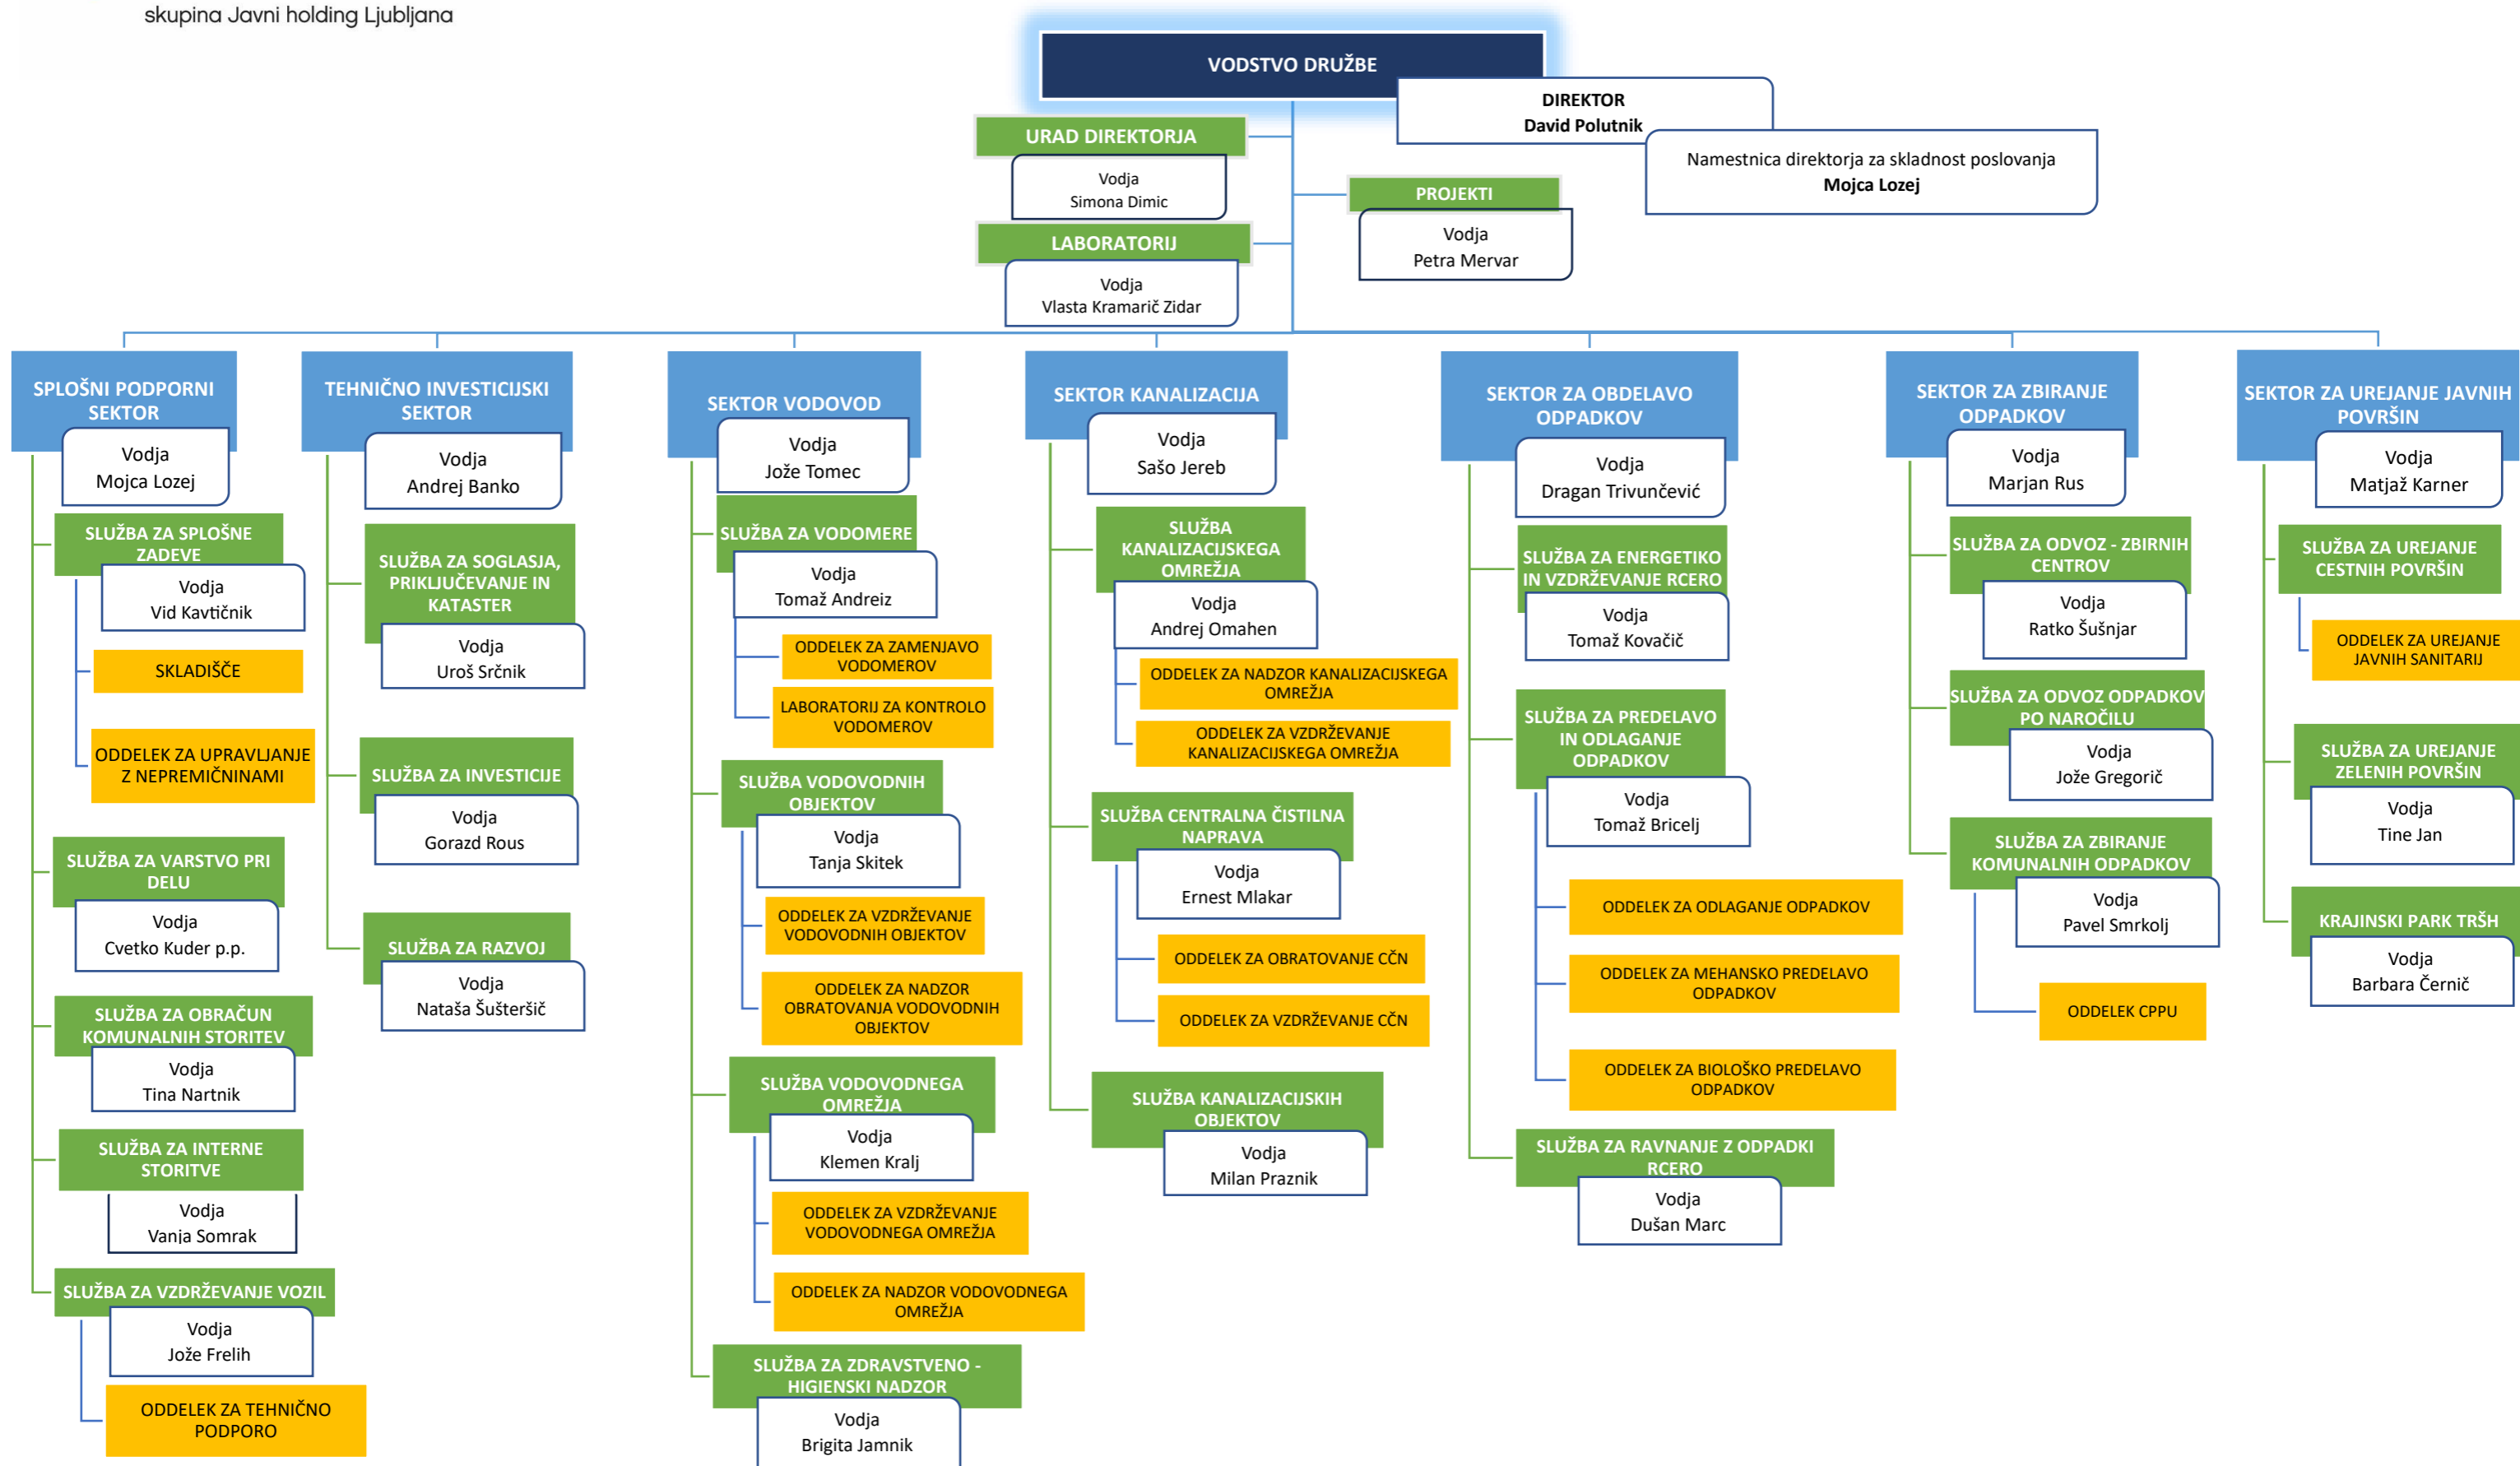 skupina Javni holding Ljubljana
VODSTVO DRUŽBE
DIREKTOR
David Polutnik
Namestnica direktorja za skladnost poslovanja
Mojca Lozej
URAD DIREKTORJA
Vodja
Simona Dimic
PROJEKTI
Vodja
Petra Mervar
LABORATORIJ
Vodja
Vlasta Kramarič Zidar
SPLOŠNI PODPORNI
SEKTOR
Vodja
Mojca Lozej
SLUŽBA ZA SPLOŠNE
ZADEVE
Vodja
Vid Kavtičnik
SKLADIŠČE
ODDELEK ZA UPRAVLJANJE
Z NEPREMIČNINAMI
SLUŽBA ZA VARSTVO PRI
DELU
Vodja
Cvetko Kuder p.p.
SLUŽBA ZA OBRAČUN
KOMUNALNIH STORITEV
Vodja
Tina Nartnik
SLUŽBA ZA INTERNE
STORITVE
Vodja
Vanja Somrak
SLUŽBA ZA VZDRŽEVANJE VOZIL
Vodja
Jože Frelih
ODDELEK ZA TEHNIČNO
PODPORO
TEHNIČNO INVESTICIJSKI
SEKTOR
Vodja
Andrej Banko
SLUŽBA ZA SOGLASJA,
PRIKLJUČEVANJE IN
KATASTER
Vodja
Uroš Srčnik
SLUŽBA ZA INVESTICIJE
Vodja
Gorazd Rous
SLUŽBA ZA RAZVOJ
Vodja
Nataša Šušteršič
SEKTOR VODOVOD
Vodja
Jože Tomec
SLUŽBA ZA VODOMERE
Vodja
Tomaž Andreiz
ODDELEK ZA ZAMENJAVO
VODOMEROV
LABORATORIJ ZA KONTROLO
VODOMEROV
SLUŽBA VODOVODNIH
OBJEKTOV
Vodja
Tanja Skitek
ODDELEK ZA VZDRŽEVANJE
VODOVODNIH OBJEKTOV
ODDELEK ZA NADZOR
OBRATOVANJA VODOVODNIH
OBJEKTOV
SLUŽBA VODOVODNEGA
OMREŽJA
Vodja
Klemen Kralj
ODDELEK ZA VZDRŽEVANJE
VODOVODNEGA OMREŽJA
ODDELEK ZA NADZOR VODOVODNEGA
OMREŽJA
SLUŽBA ZA ZDRAVSTVENO -
HIGIENSKI NADZOR
Vodja
Brigita Jamnik
SEKTOR KANALIZACIJA
Vodja
Sašo Jereb
SLUŽBA
KANALIZACIJSKEGA
OMREŽJA
Vodja
Andrej Omahen
ODDELEK ZA NADZOR KANALIZACIJSKEGA
OMREŽJA
ODDELEK ZA VZDRŽEVANJE
KANALIZACIJSKEGA OMREŽJA
SLUŽBA CENTRALNA ČISTILNA
NAPRAVA
Vodja
Ernest Mlakar
ODDELEK ZA OBRATOVANJE CČN
ODDELEK ZA VZDRŽEVANJE CČN
SLUŽBA KANALIZACIJSKIH
OBJEKTOV
Vodja
Milan Praznik
SEKTOR ZA OBDELAVO
ODPADKOV
Vodja
Dragan Trivunčević
SLUŽBA ZA ENERGETIKO
IN VZDRŽEVANJE RCERO
Vodja
Tomaž Kovačič
SLUŽBA ZA PREDELAVO
IN ODLAGANJE
ODPADKOV
Vodja
Tomaž Bricelj
ODDELEK ZA ODLAGANJE ODPADKOV
ODDELEK ZA MEHANSKO PREDELAVO
ODPADKOV
ODDELEK ZA BIOLOŠKO PREDELAVO
ODPADKOV
SLUŽBA ZA RAVNANJE Z ODPADKI
RCERO
Vodja
Dušan Marc
SEKTOR ZA ZBIRANJE
ODPADKOV
Vodja
Marjan Rus
SLUŽBA ZA ODVOZ - ZBIRNIH
CENTROV
Vodja
Ratko Šušnjar
SLUŽBA ZA ODVOZ ODPADKOV
PO NAROČILU
Vodja
Jože Gregorič
SLUŽBA ZA ZBIRANJE
KOMUNALNIH ODPADKOV
Vodja
Pavel Smrkolj
ODDELEK CPPU
SEKTOR ZA UREJANJE JAVNIH
POVRŠIN
Vodja
Matjaž Karner
SLUŽBA ZA UREJANJE
CESTNIH POVRŠIN
ODDELEK ZA UREJANJE
JAVNIH SANITARIJ
SLUŽBA ZA UREJANJE
ZELENIH POVRŠIN
Vodja
Tine Jan
KRAJINSKI PARK TRŠH
Vodja
Barbara Černič